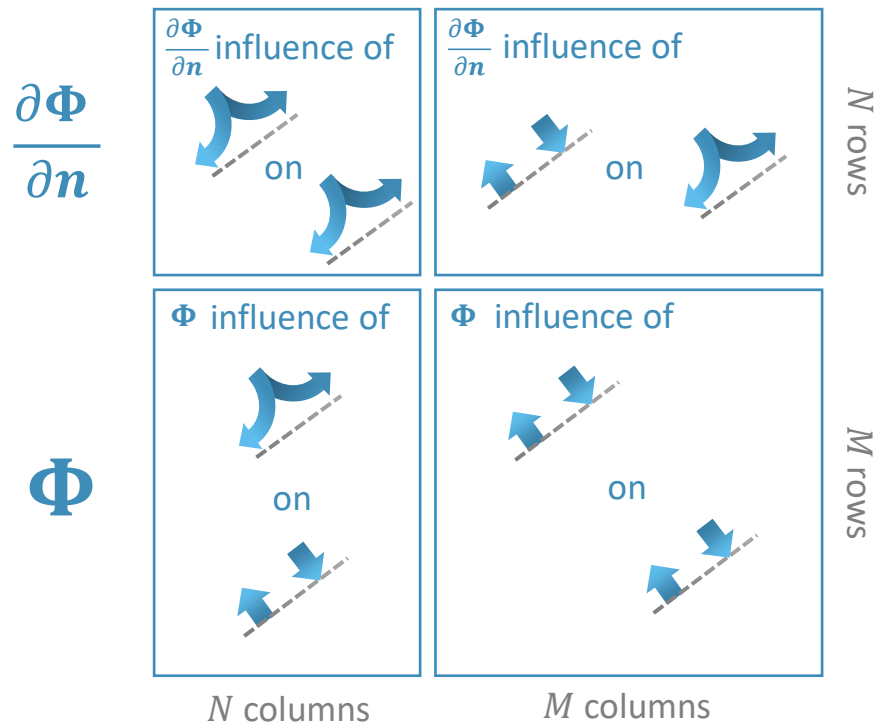 ∂Φ/∂n
∂Φ/∂n influence of
on
∂Φ/∂n influence of
on
N rows
Φ
Φ influence of
on
Φ influence of
on
M rows
N columns
M columns